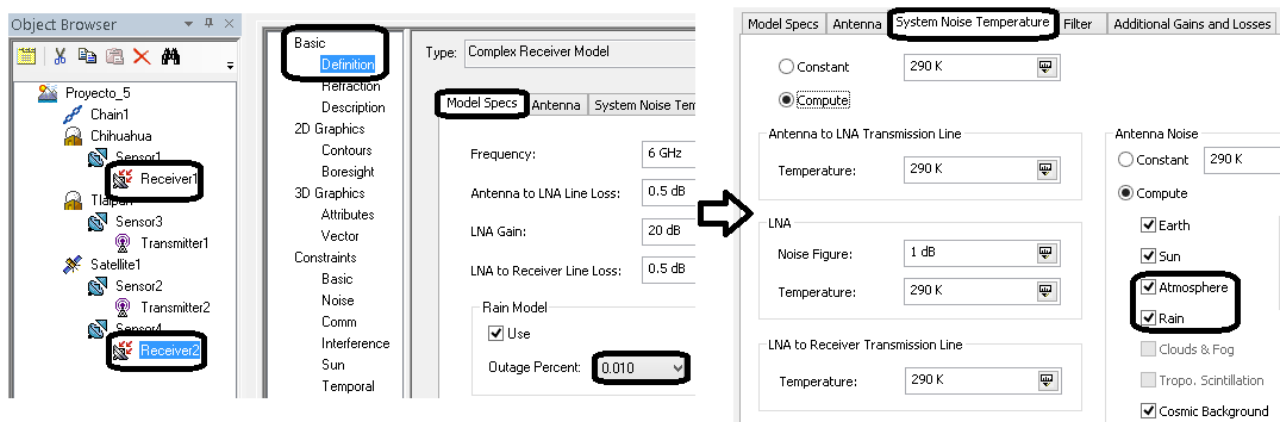 Object Browser
Proyecto_5
Chain1
Chihuahua
Sensor1
Receiver1
Tlalpan
Sensor3
Transmitter1
Satellite1
Sensor2
Transmitter2
Sensor4
Receiver2
Basic
Definition
Refraction
Description
2D Graphics
Contours
Boresight
3D Graphics
Attributes
Vector
Constraints
Basic
Noise
Comm
Interference
Sun
Temporal
Type: Complex Receiver Model
Model Specs Antenna System Noise Tem
Frequency: 6 GHz
Antenna to LNA Line Loss: 0.5 dB
LNA Gain: 20 dB
LNA to Receiver Line Loss: 0.5 dB
Rain Model
Use
Outage Percent: 0.010
Model Specs Antenna System Noise Temperature Filter Additional Gains and Losses
Constant 290 K
Compute
Antenna to LNA Transmission Line
Temperature: 290 K
LNA
Noise Figure: 1 dB
Temperature: 290 K
LNA to Receiver Transmission Line
Temperature: 290 K
Antenna Noise
Constant 290 K
Compute
Earth
Sun
Atmosphere
Rain
Clouds & Fog
Tropo. Scintillation
Cosmic Background